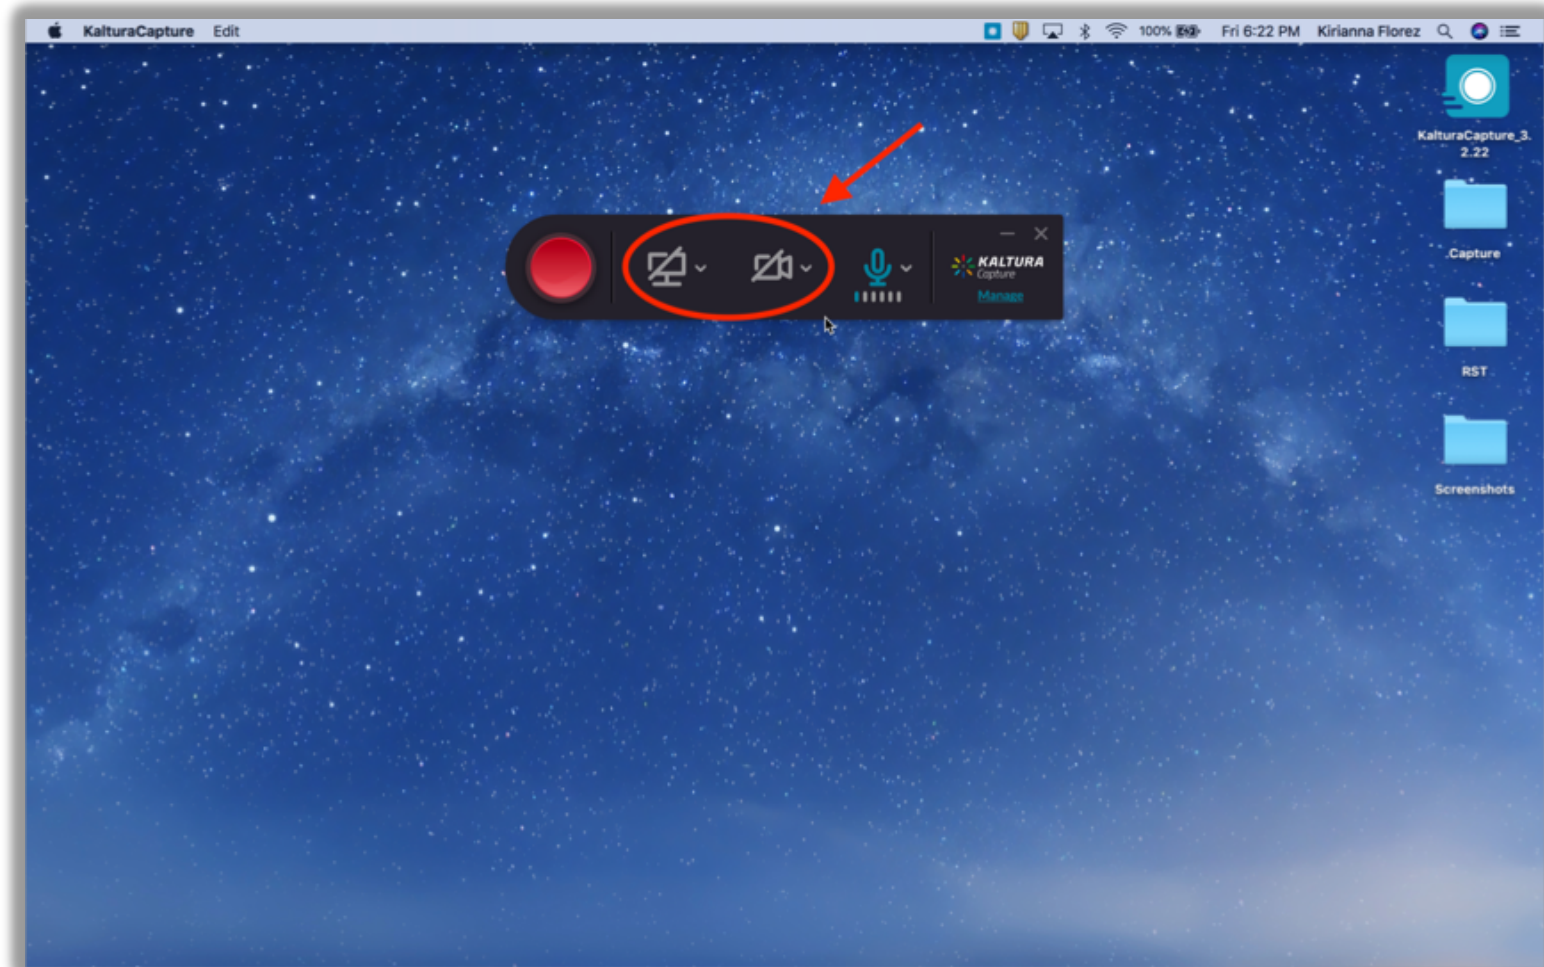 KalturaCapture Edit 100% Fri 6:22 PM Kirianna Florez
KalturaCapture_3.
2.22
KALTURA
Capture
Manage
.Capture
RST
Screenshots